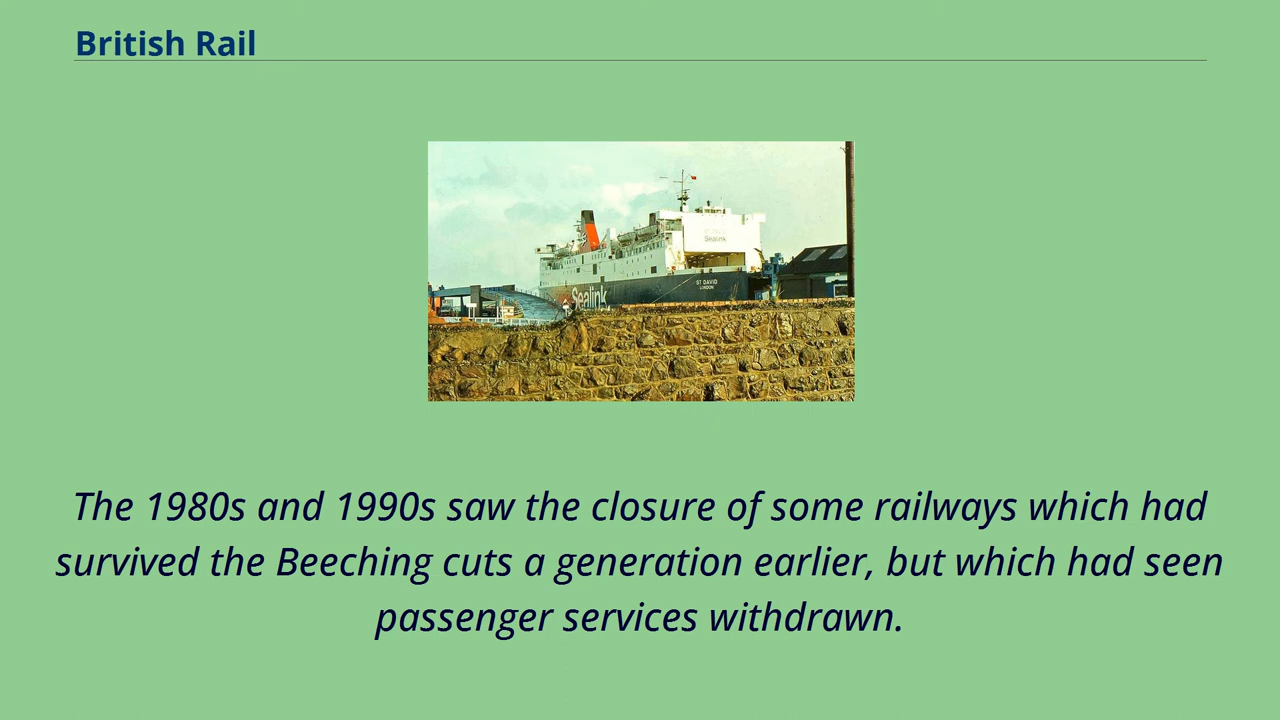 British Rail
Sealink
ST DAVID
LONDON
Sealink
The 1980s and 1990s saw the closure of some railways which had
survived the Beeching cuts a generation earlier, but which had seen
passenger services withdrawn.